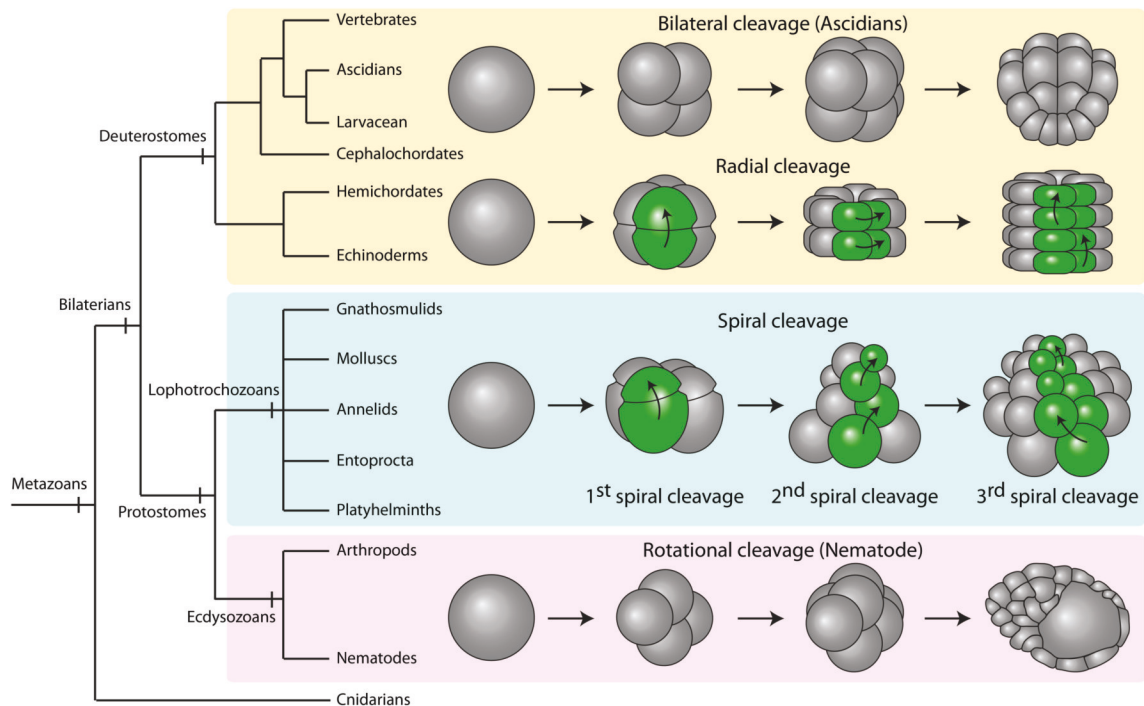 Vertebrates
Bilateral cleavage (Ascidians)
Ascidians
Larvacean
Deuterostomes
Cephalochordates
Radial cleavage
Hemichordates
Echinoderms
Bilaterians
Gnathosmulids
Spiral cleavage
Molluscs
Lophotrochozoans
Annelids
Entoprocta
Metazoans
1st spiral cleavage
2nd spiral cleavage
3rd spiral cleavage
Protostomes
Platyhelminths
Arthropods
Rotational cleavage (Nematode)
Ecdysozoans
Nematodes
Cnidarians